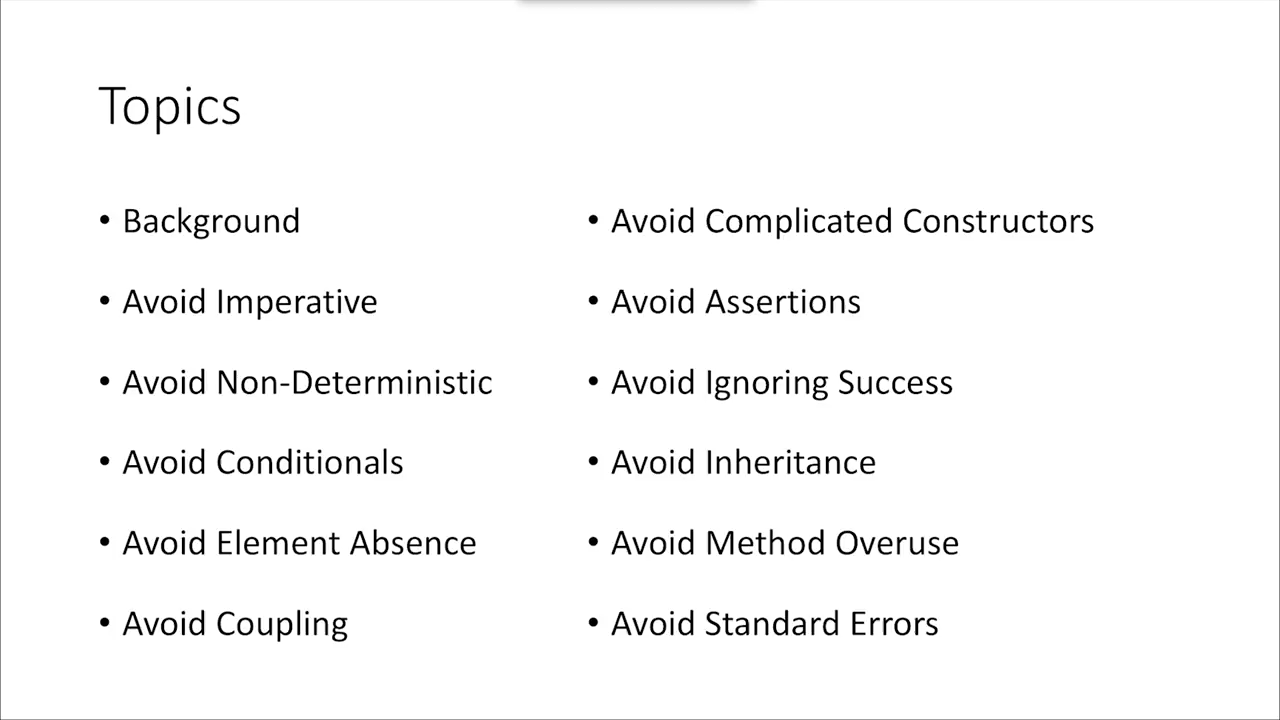 Topics
• Background
• Avoid Imperative
• Avoid Non-Deterministic
• Avoid Conditionals
• Avoid Element Absence
• Avoid Coupling
• Avoid Complicated Constructors
• Avoid Assertions
• Avoid Ignoring Success
• Avoid Inheritance
• Avoid Method Overuse
• Avoid Standard Errors